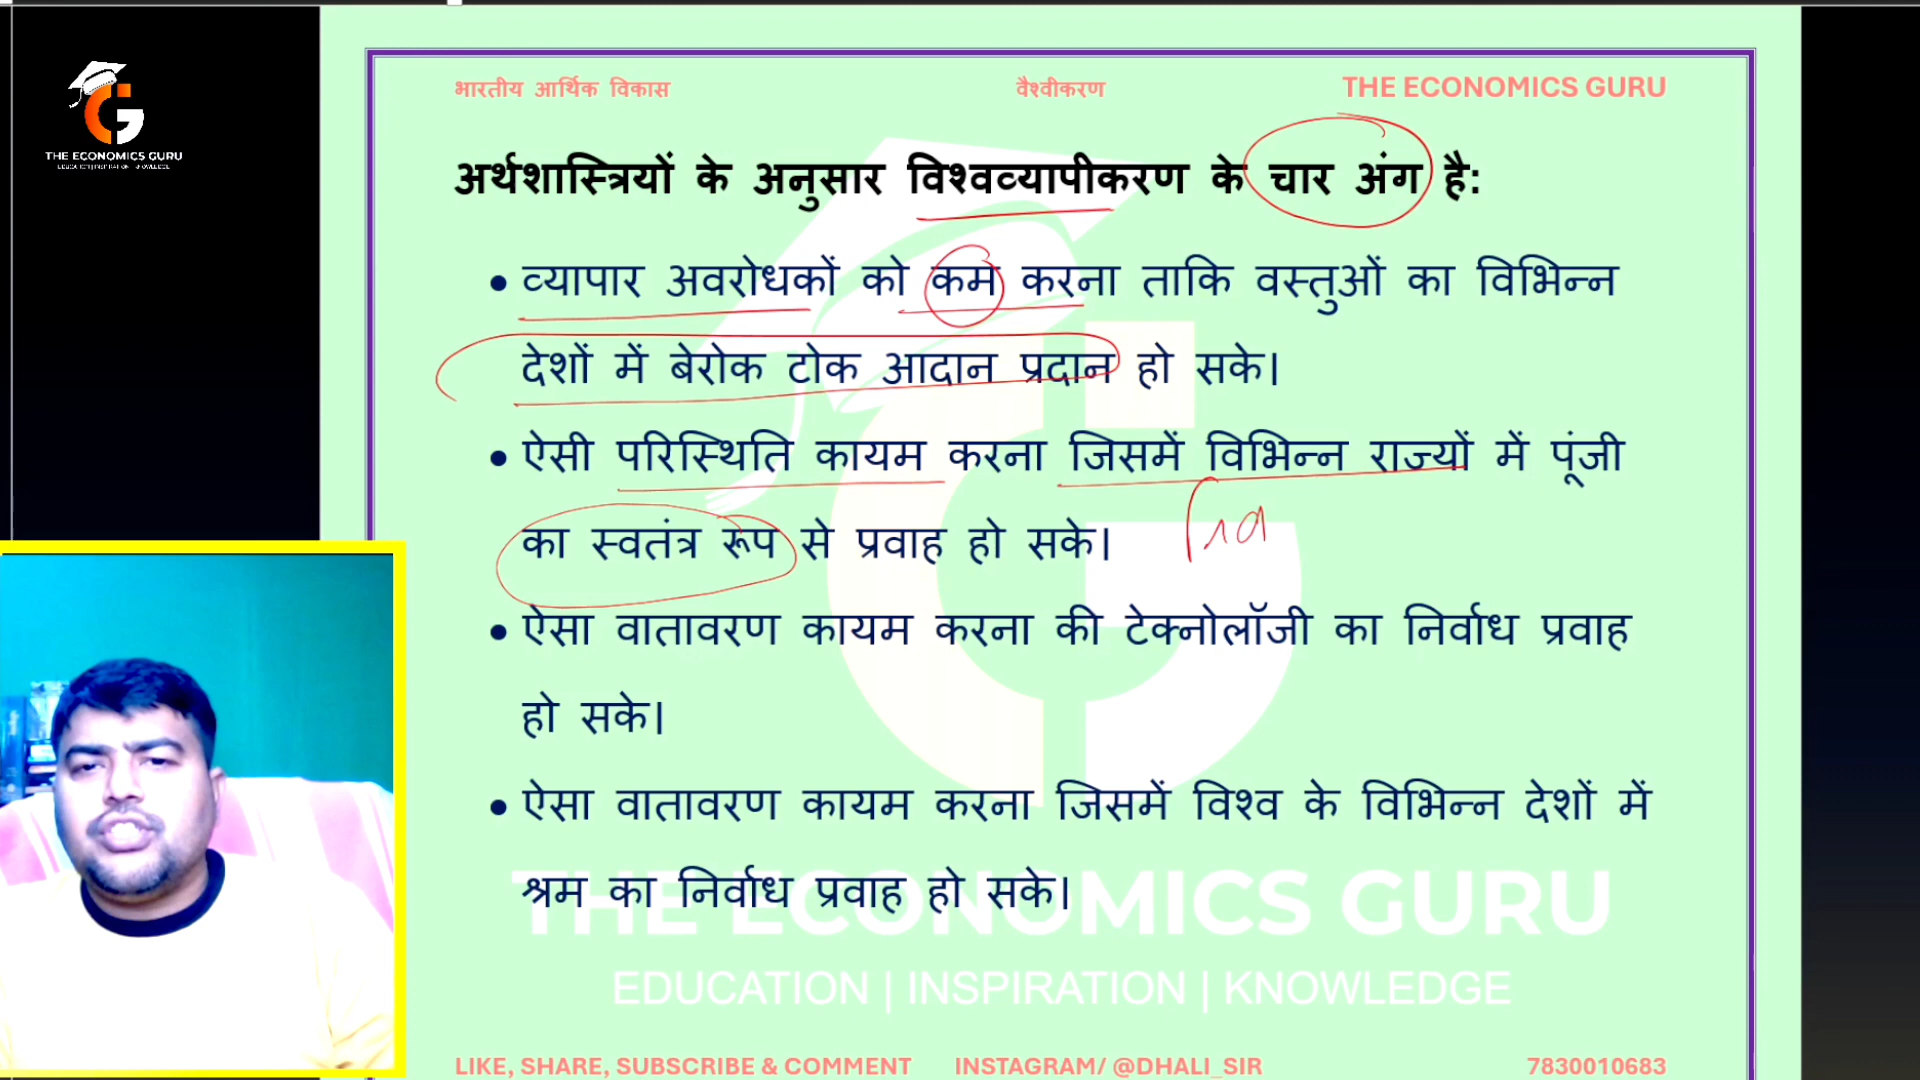 THE ECONOMICS GURU
भारतीय आर्थिक विकास वैश्वीकरण THE ECONOMICS GURU
अर्थशास्त्रियों के अनुसार विश्वव्यापीकरण के चार अंग है:
• व्यापार अवरोधकों को कम करना ताकि वस्तुओं का विभिन्न
देशों में बेरोक टोक आदान प्रदान हो सके।
• ऐसी परिस्थिति कायम करना जिसमें विभिन्न राज्यों में पूंजी
का स्वतंत्र रूप से प्रवाह हो सके।
• ऐसा वातावरण कायम करना की टेक्नोलॉजी का निर्वाध प्रवाह
हो सके।
• ऐसा वातावरण कायम करना जिसमें विश्व के विभिन्न देशों में
श्रम का निर्वाध प्रवाह हो सके।
THE ECONOMICS GURU
EDUCATION | INSPIRATION | KNOWLEDGE
LIKE, SHARE, SUBSCRIBE & COMMENT INSTAGRAM/ @DHALI_SIR 7830010683